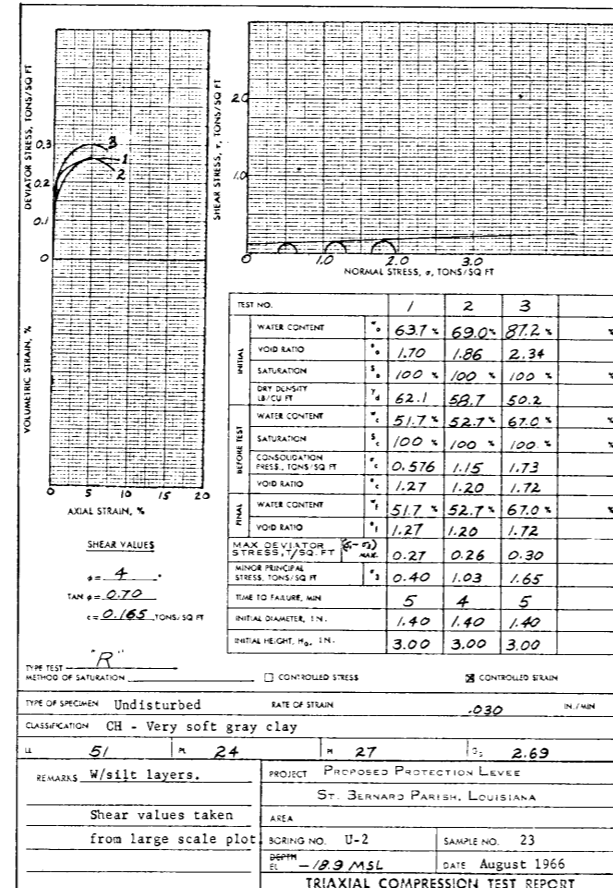 DEVIATOR STRESS, TONS/SQ FT
0.3
0.2
0.1
0
3
1
2
VOLUMETRIC STRAIN, %
0 5 10 15 20
AXIAL STRAIN, %
SHEAR STRESS, τ, TONS/SQ FT
2.0
1.0
0 1.0 2.0 3.0
NORMAL STRESS, σ, TONS/SQ FT
SHEAR VALUES
φ = 4 °
TAN φ = 0.70
c = 0.165 TONS/SQ FT
TEST NO. 1 2 3
INITIAL
WATER CONTENT 63.7 % 69.0 % 87.2 % %
VOID RATIO 1.70 1.86 2.34
SATURATION 100 % 100 % 100 % %
DRY DENSITY LB/CU FT 62.1 58.7 50.2
BEFORE TEST
WATER CONTENT 51.7 % 52.7 % 67.0 % %
SATURATION 100 % 100 % 100 % %
CONSOLIDATION PRESS., TONS/SQ FT 0.576 1.15 1.73
VOID RATIO 1.27 1.20 1.72
FINAL
WATER CONTENT 51.7 % 52.7 % 67.0 % %
VOID RATIO 1.27 1.20 1.72
MAX DEVIATOR STRESS, T/SQ.FT MAX. 0.27 0.26 0.30
MINOR PRINCIPAL STRESS, TONS/SQ FT σ3 0.40 1.03 1.65
TIME TO FAILURE, MIN 5 4 5
INITIAL DIAMETER, IN. 1.40 1.40 1.40
INITIAL HEIGHT, H₀, IN. 3.00 3.00 3.00
TYPE TEST "R"
METHOD OF SATURATION
☐ CONTROLLED STRESS ☒ CONTROLLED STRAIN
TYPE OF SPECIMEN Undisturbed RATE OF STRAIN .030 IN./MIN
CLASSIFICATION CH - Very soft gray clay
LL 51 PL 24 PI 27 Gs 2.69
REMARKS W/silt layers.
Shear values taken
from large scale plot
PROJECT PROPOSED PROTECTION LEVEE
ST. BERNARD PARISH, LOUISIANA
AREA
BORING NO. U-2 SAMPLE NO. 23
DEPTH
EL -18.9 MSL DATE August 1966
TRIAXIAL COMPRESSION TEST REPORT